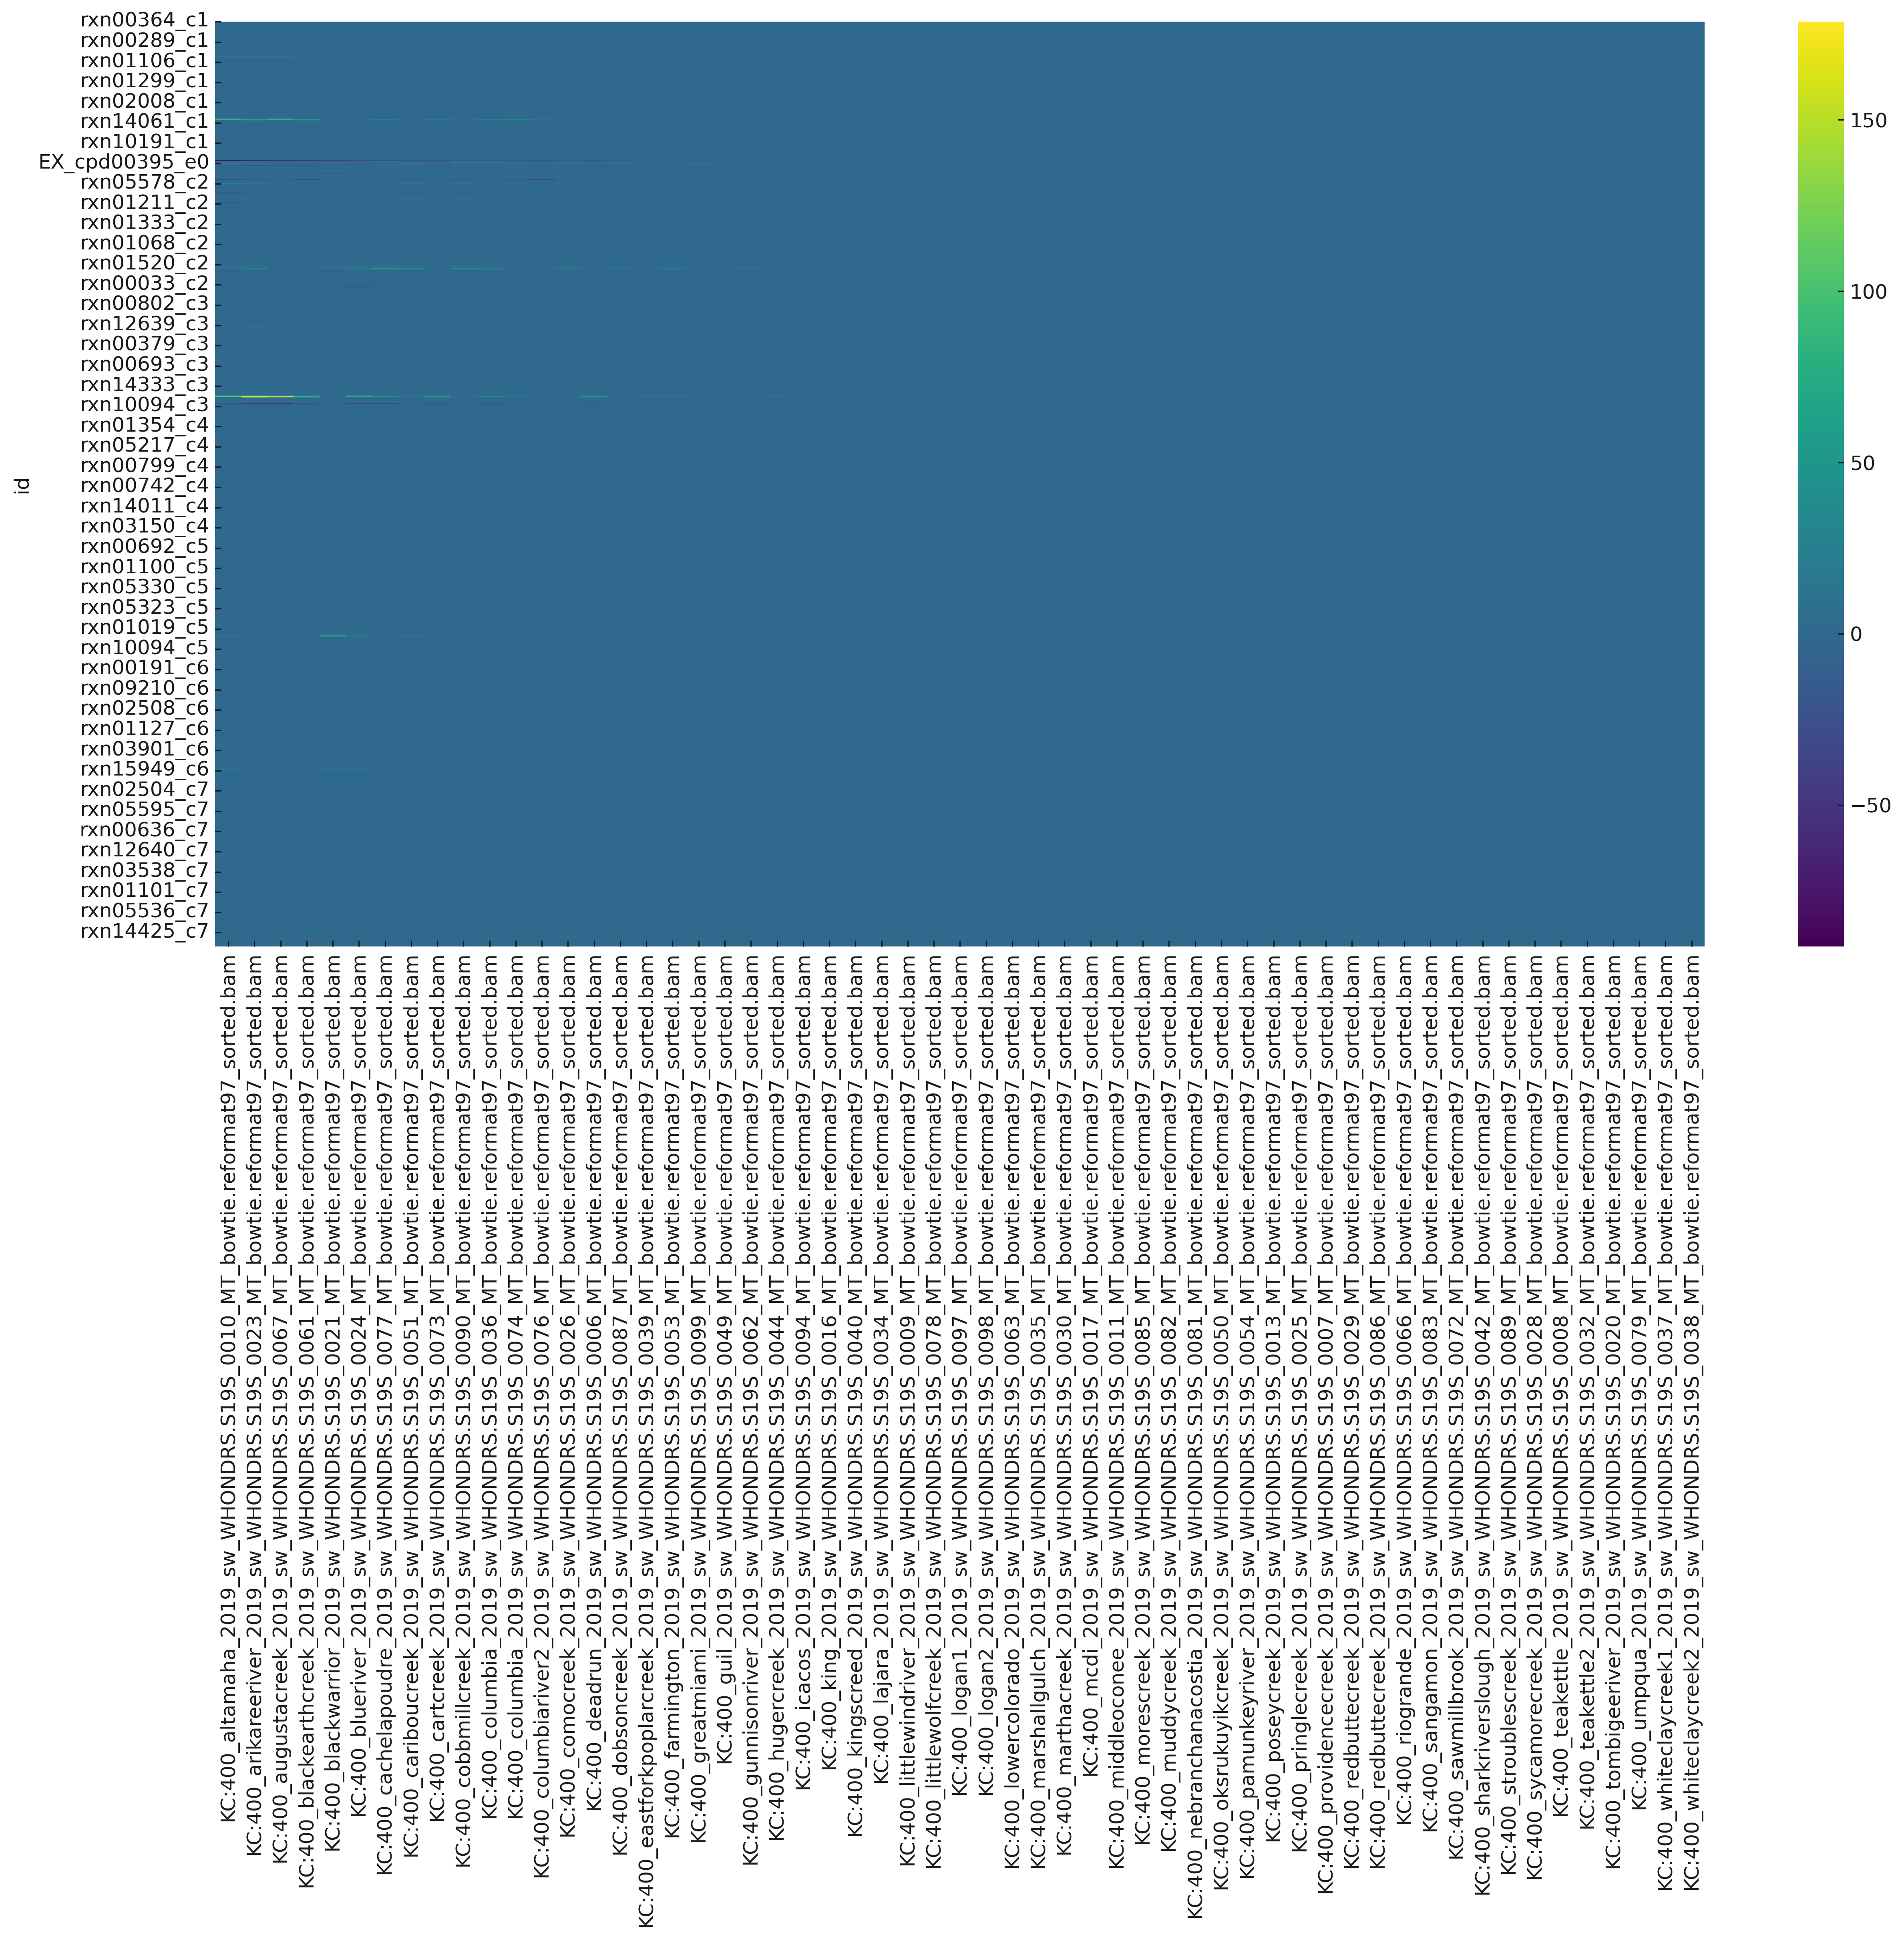 rxn00364_c1
rxn00289_c1
rxn01106_c1
rxn01299_c1
rxn02008_c1
rxn14061_c1
rxn10191_c1
EX_cpd00395_e0
rxn05578_c2
rxn01211_c2
rxn01333_c2
rxn01068_c2
rxn01520_c2
rxn00033_c2
rxn00802_c3
rxn12639_c3
rxn00379_c3
rxn00693_c3
rxn14333_c3
rxn10094_c3
rxn01354_c4
rxn05217_c4
rxn00799_c4
rxn00742_c4
rxn14011_c4
rxn03150_c4
rxn00692_c5
rxn01100_c5
rxn05330_c5
rxn05323_c5
rxn01019_c5
rxn10094_c5
rxn00191_c6
rxn09210_c6
rxn02508_c6
rxn01127_c6
rxn03901_c6
rxn15949_c6
rxn02504_c7
rxn05595_c7
rxn00636_c7
rxn12640_c7
rxn03538_c7
rxn01101_c7
rxn05536_c7
rxn14425_c7
id
KC:400_altamaha_2019_sw_WHONDRS.S19S_0010_MT_bowtie.reformat97_sorted.bam
KC:400_arikareeriver_2019_sw_WHONDRS.S19S_0023_MT_bowtie.reformat97_sorted.bam
KC:400_augustacreek_2019_sw_WHONDRS.S19S_0067_MT_bowtie.reformat97_sorted.bam
KC:400_blackearthcreek_2019_sw_WHONDRS.S19S_0061_MT_bowtie.reformat97_sorted.bam
KC:400_blackwarrior_2019_sw_WHONDRS.S19S_0021_MT_bowtie.reformat97_sorted.bam
KC:400_blueriver_2019_sw_WHONDRS.S19S_0024_MT_bowtie.reformat97_sorted.bam
KC:400_cachelapoudre_2019_sw_WHONDRS.S19S_0077_MT_bowtie.reformat97_sorted.bam
KC:400_cariboucreek_2019_sw_WHONDRS.S19S_0051_MT_bowtie.reformat97_sorted.bam
KC:400_cartcreek_2019_sw_WHONDRS.S19S_0073_MT_bowtie.reformat97_sorted.bam
KC:400_cobbmillcreek_2019_sw_WHONDRS.S19S_0090_MT_bowtie.reformat97_sorted.bam
KC:400_columbia_2019_sw_WHONDRS.S19S_0036_MT_bowtie.reformat97_sorted.bam
KC:400_columbia_2019_sw_WHONDRS.S19S_0074_MT_bowtie.reformat97_sorted.bam
KC:400_columbiariver2_2019_sw_WHONDRS.S19S_0076_MT_bowtie.reformat97_sorted.bam
KC:400_comocreek_2019_sw_WHONDRS.S19S_0026_MT_bowtie.reformat97_sorted.bam
KC:400_deadrun_2019_sw_WHONDRS.S19S_0006_MT_bowtie.reformat97_sorted.bam
KC:400_dobsoncreek_2019_sw_WHONDRS.S19S_0087_MT_bowtie.reformat97_sorted.bam
KC:400_eastforkpoplarcreek_2019_sw_WHONDRS.S19S_0039_MT_bowtie.reformat97_sorted.bam
KC:400_farmington_2019_sw_WHONDRS.S19S_0053_MT_bowtie.reformat97_sorted.bam
KC:400_greatmiami_2019_sw_WHONDRS.S19S_0099_MT_bowtie.reformat97_sorted.bam
KC:400_guil_2019_sw_WHONDRS.S19S_0049_MT_bowtie.reformat97_sorted.bam
KC:400_gunnisonriver_2019_sw_WHONDRS.S19S_0062_MT_bowtie.reformat97_sorted.bam
KC:400_hugercreek_2019_sw_WHONDRS.S19S_0044_MT_bowtie.reformat97_sorted.bam
KC:400_icacos_2019_sw_WHONDRS.S19S_0094_MT_bowtie.reformat97_sorted.bam
KC:400_king_2019_sw_WHONDRS.S19S_0016_MT_bowtie.reformat97_sorted.bam
KC:400_kingscreed_2019_sw_WHONDRS.S19S_0040_MT_bowtie.reformat97_sorted.bam
KC:400_lajara_2019_sw_WHONDRS.S19S_0034_MT_bowtie.reformat97_sorted.bam
KC:400_littlewindriver_2019_sw_WHONDRS.S19S_0009_MT_bowtie.reformat97_sorted.bam
KC:400_littlewolfcreek_2019_sw_WHONDRS.S19S_0078_MT_bowtie.reformat97_sorted.bam
KC:400_logan1_2019_sw_WHONDRS.S19S_0097_MT_bowtie.reformat97_sorted.bam
KC:400_logan2_2019_sw_WHONDRS.S19S_0098_MT_bowtie.reformat97_sorted.bam
KC:400_lowercolorado_2019_sw_WHONDRS.S19S_0063_MT_bowtie.reformat97_sorted.bam
KC:400_marshallgulch_2019_sw_WHONDRS.S19S_0035_MT_bowtie.reformat97_sorted.bam
KC:400_marthacreek_2019_sw_WHONDRS.S19S_0030_MT_bowtie.reformat97_sorted.bam
KC:400_mcdi_2019_sw_WHONDRS.S19S_0017_MT_bowtie.reformat97_sorted.bam
KC:400_middleoconee_2019_sw_WHONDRS.S19S_0011_MT_bowtie.reformat97_sorted.bam
KC:400_morescreek_2019_sw_WHONDRS.S19S_0085_MT_bowtie.reformat97_sorted.bam
KC:400_muddycreek_2019_sw_WHONDRS.S19S_0082_MT_bowtie.reformat97_sorted.bam
KC:400_nebranchanacostia_2019_sw_WHONDRS.S19S_0081_MT_bowtie.reformat97_sorted.bam
KC:400_oksrukuyikcreek_2019_sw_WHONDRS.S19S_0050_MT_bowtie.reformat97_sorted.bam
KC:400_pamunkeyriver_2019_sw_WHONDRS.S19S_0054_MT_bowtie.reformat97_sorted.bam
KC:400_poseycreek_2019_sw_WHONDRS.S19S_0013_MT_bowtie.reformat97_sorted.bam
KC:400_pringlecreek_2019_sw_WHONDRS.S19S_0025_MT_bowtie.reformat97_sorted.bam
KC:400_providencecreek_2019_sw_WHONDRS.S19S_0007_MT_bowtie.reformat97_sorted.bam
KC:400_redbuttecreek_2019_sw_WHONDRS.S19S_0029_MT_bowtie.reformat97_sorted.bam
KC:400_redbuttecreek_2019_sw_WHONDRS.S19S_0086_MT_bowtie.reformat97_sorted.bam
KC:400_riogrande_2019_sw_WHONDRS.S19S_0066_MT_bowtie.reformat97_sorted.bam
KC:400_sangamon_2019_sw_WHONDRS.S19S_0083_MT_bowtie.reformat97_sorted.bam
KC:400_sawmillbrook_2019_sw_WHONDRS.S19S_0072_MT_bowtie.reformat97_sorted.bam
KC:400_sharkriverslough_2019_sw_WHONDRS.S19S_0042_MT_bowtie.reformat97_sorted.bam
KC:400_stroublescreek_2019_sw_WHONDRS.S19S_0089_MT_bowtie.reformat97_sorted.bam
KC:400_sycamorecreek_2019_sw_WHONDRS.S19S_0028_MT_bowtie.reformat97_sorted.bam
KC:400_teakettle_2019_sw_WHONDRS.S19S_0008_MT_bowtie.reformat97_sorted.bam
KC:400_teakettle2_2019_sw_WHONDRS.S19S_0032_MT_bowtie.reformat97_sorted.bam
KC:400_tombigeeriver_2019_sw_WHONDRS.S19S_0020_MT_bowtie.reformat97_sorted.bam
KC:400_umpqua_2019_sw_WHONDRS.S19S_0079_MT_bowtie.reformat97_sorted.bam
KC:400_whiteclaycreek1_2019_sw_WHONDRS.S19S_0037_MT_bowtie.reformat97_sorted.bam
KC:400_whiteclaycreek2_2019_sw_WHONDRS.S19S_0038_MT_bowtie.reformat97_sorted.bam
150
100
50
0
−50